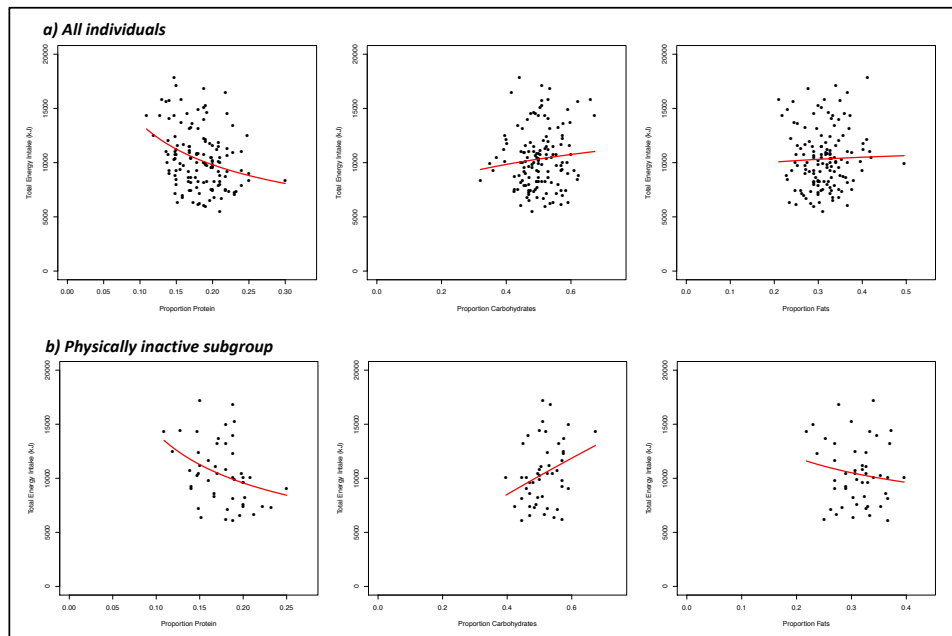 a) All individuals
Total Energy Intake (kJ)
0 5000 10000 15000 20000
0.00 0.05 0.10 0.15 0.20 0.25 0.30
Proportion Protein
Total Energy Intake (kJ)
0 5000 10000 15000 20000
0.0 0.2 0.4 0.6
Proportion Carbohydrates
Total Energy Intake (kJ)
0 5000 10000 15000 20000
0.0 0.1 0.2 0.3 0.4 0.5
Proportion Fats
b) Physically inactive subgroup
Total Energy Intake (kJ)
0 5000 10000 15000 20000
0.00 0.05 0.10 0.15 0.20 0.25
Proportion Protein
Total Energy Intake (kJ)
0 5000 10000 15000 20000
0.0 0.2 0.4 0.6
Proportion Carbohydrates
Total Energy Intake (kJ)
0 5000 10000 15000 20000
0.0 0.1 0.2 0.3 0.4
Proportion Fats